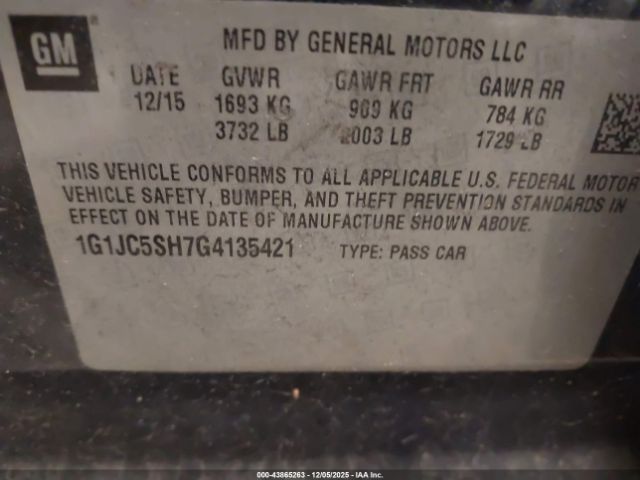 GM
MFD BY GENERAL MOTORS LLC
DATE GVWR GAWR FRT GAWR RR
12/15 1693 KG 909 KG 784 KG
3732 LB 2003 LB 1729 LB
THIS VEHICLE CONFORMS TO ALL APPLICABLE U.S. FEDERAL MOTOR
VEHICLE SAFETY, BUMPER, AND THEFT PREVENTION STANDARDS IN
EFFECT ON THE DATE OF MANUFACTURE SHOWN ABOVE.
1G1JC5SH7G4135421 TYPE: PASS CAR
000-43865263 - 12/05/2025 - IAA Inc.